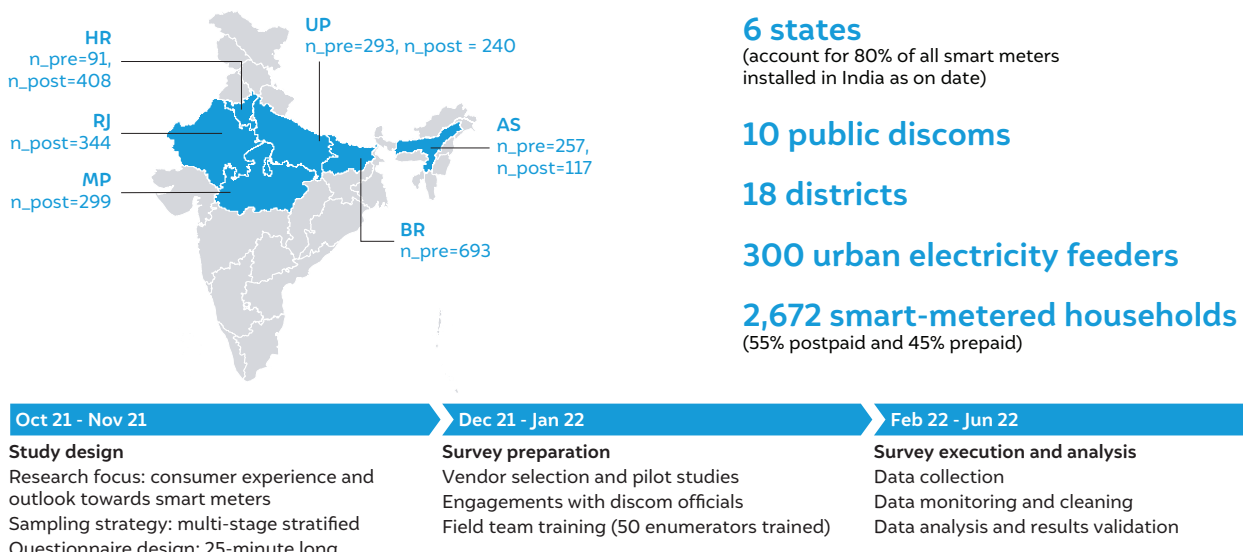 HR
n_pre=91,
n_post=408
UP
n_pre=293, n_post = 240
RJ
n_post=344
MP
n_post=299
AS
n_pre=257,
n_post=117
BR
n_pre=693
6 states
(account for 80% of all smart meters
installed in India as on date)
10 public discoms
18 districts
300 urban electricity feeders
2,672 smart-metered households
(55% postpaid and 45% prepaid)
Oct 21 - Nov 21
Study design
Research focus: consumer experience and
outlook towards smart meters
Sampling strategy: multi-stage stratified
Questionnaire design: 25-minute long
Dec 21 - Jan 22
Survey preparation
Vendor selection and pilot studies
Engagements with discom officials
Field team training (50 enumerators trained)
Feb 22 - Jun 22
Survey execution and analysis
Data collection
Data monitoring and cleaning
Data analysis and results validation